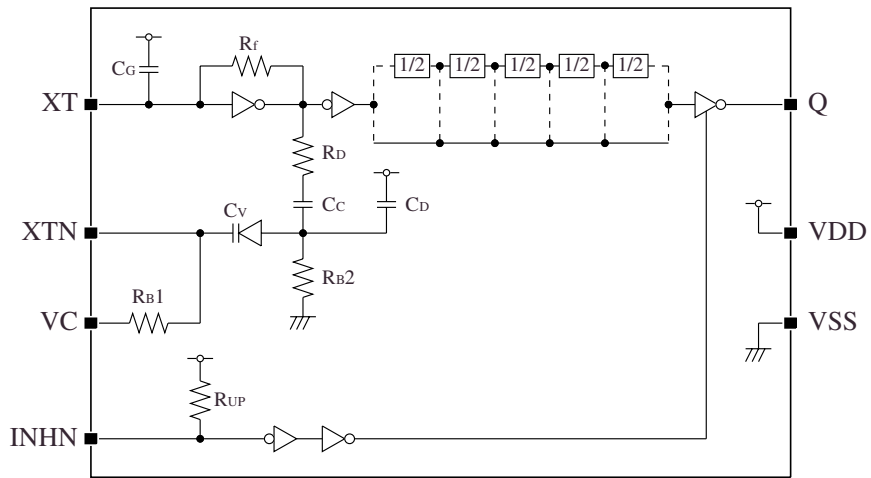 Rf
1/2 1/2 1/2 1/2 1/2
CG
XT
Q
RD
CV
CC
CD
XTN
VDD
RB2
RB1
VC
VSS
RUP
INHN